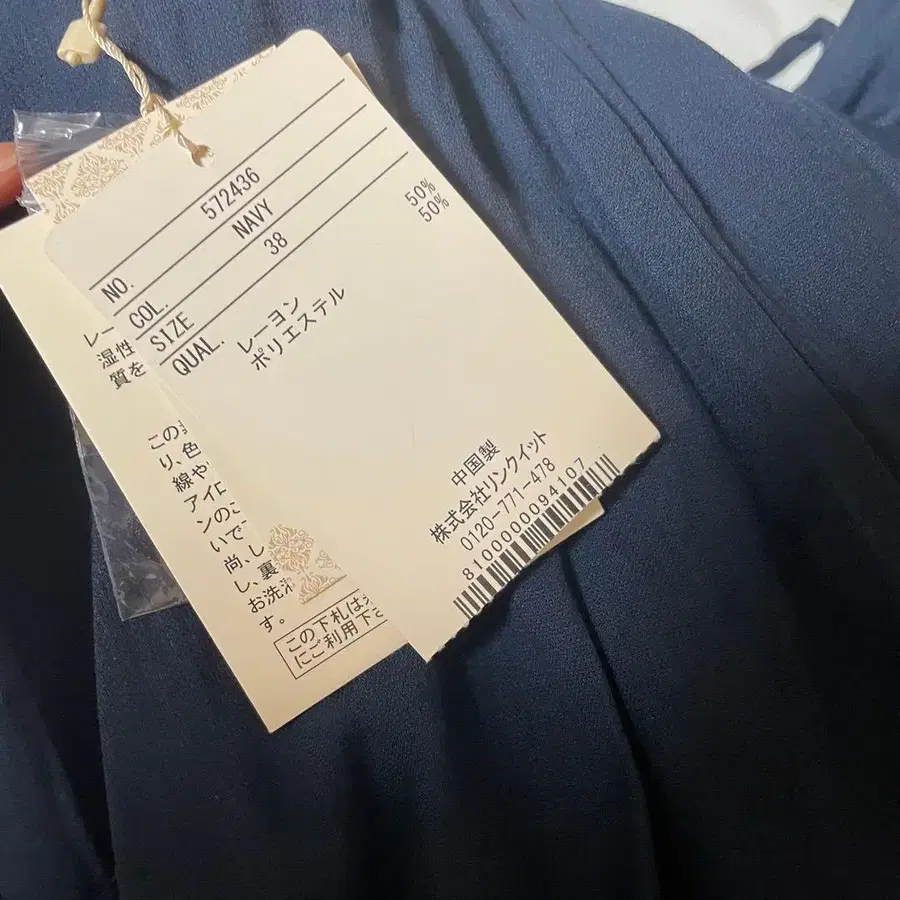 NO. 572436
COL. NAVY
SIZE 38
QUAL. レーヨン 50%
ポリエステル 50%
中国製
株式会社リンクイット
0120-771-478
8100000094107
レー
湿性
質を
この
り、色
線や
アイロ
ンのこ
いで
尚、し
し、裏
お洗濯
す。
この下札は
にご利用下さ